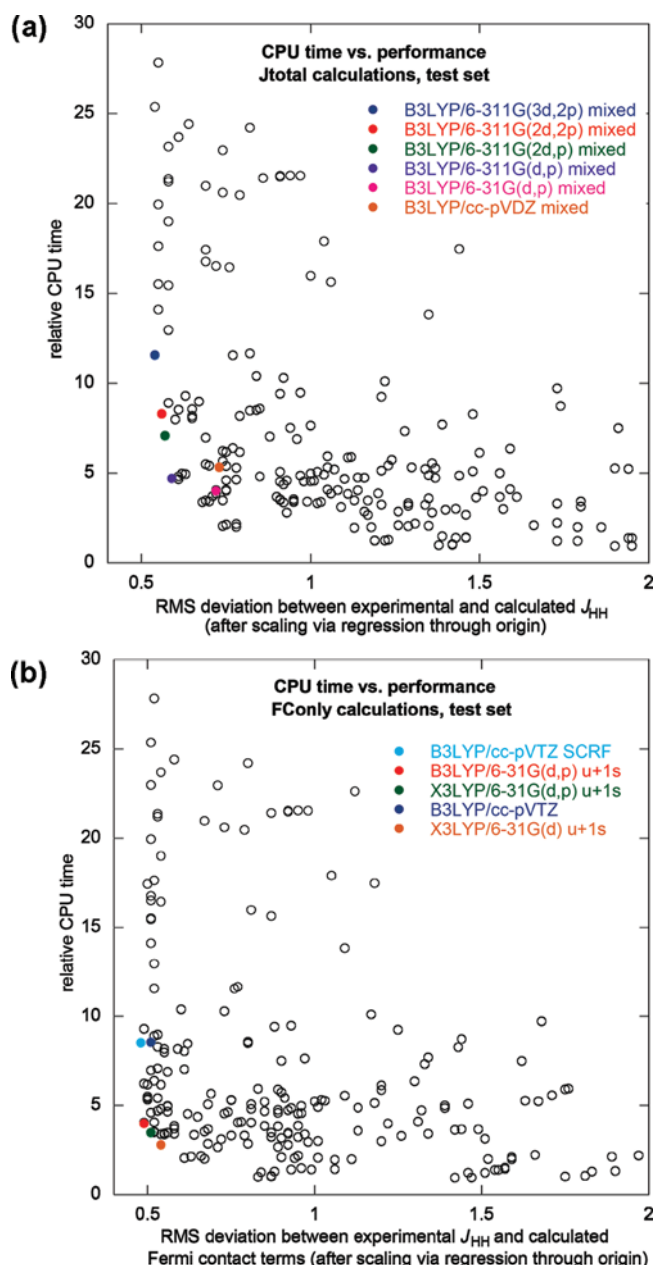 (a)
30
25
20
15
10
5
0
relative CPU time
CPU time vs. performance
Jtotal calculations, test set
B3LYP/6-311G(3d,2p) mixed
B3LYP/6-311G(2d,2p) mixed
B3LYP/6-311G(2d,p) mixed
B3LYP/6-311G(d,p) mixed
B3LYP/6-31G(d,p) mixed
B3LYP/cc-pVDZ mixed
0.5 1 1.5 2
RMS deviation between experimental and calculated JHH
(after scaling via regression through origin)
(b)
30
25
20
15
10
5
0
relative CPU time
CPU time vs. performance
FConly calculations, test set
B3LYP/cc-pVTZ SCRF
B3LYP/6-31G(d,p) u+1s
X3LYP/6-31G(d,p) u+1s
B3LYP/cc-pVTZ
X3LYP/6-31G(d) u+1s
0.5 1 1.5 2
RMS deviation between experimental JHH and calculated
Fermi contact terms (after scaling via regression through origin)